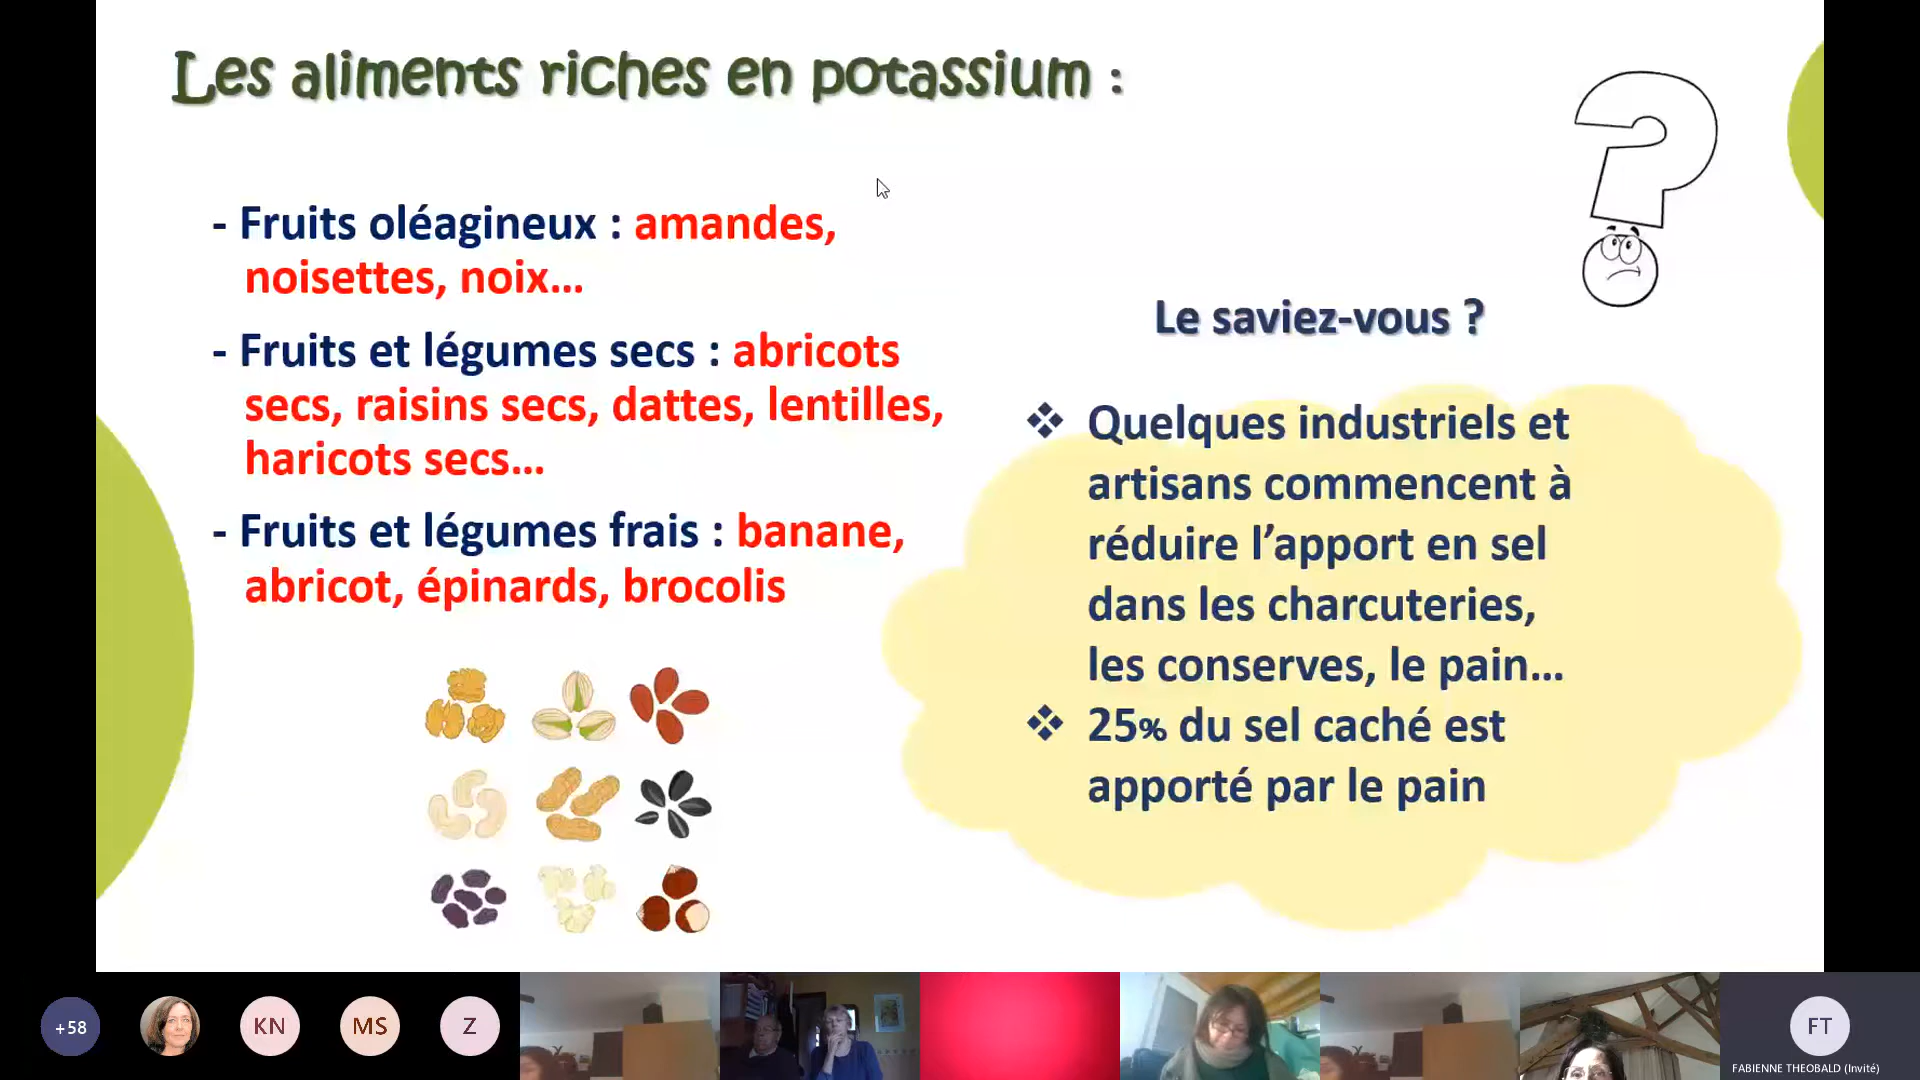 Les aliments riches en potassium :
- Fruits oléagineux : amandes,
noisettes, noix...
- Fruits et légumes secs : abricots
secs, raisins secs, dattes, lentilles,
haricots secs...
- Fruits et légumes frais : banane,
abricot, épinards, brocolis
Le saviez-vous ?
❖ Quelques industriels et
artisans commencent à
réduire l’apport en sel
dans les charcuteries,
les conserves, le pain...
❖ 25% du sel caché est
apporté par le pain
+58
KN
MS
Z
FT
FABIENNE THEOBALD (Invité)